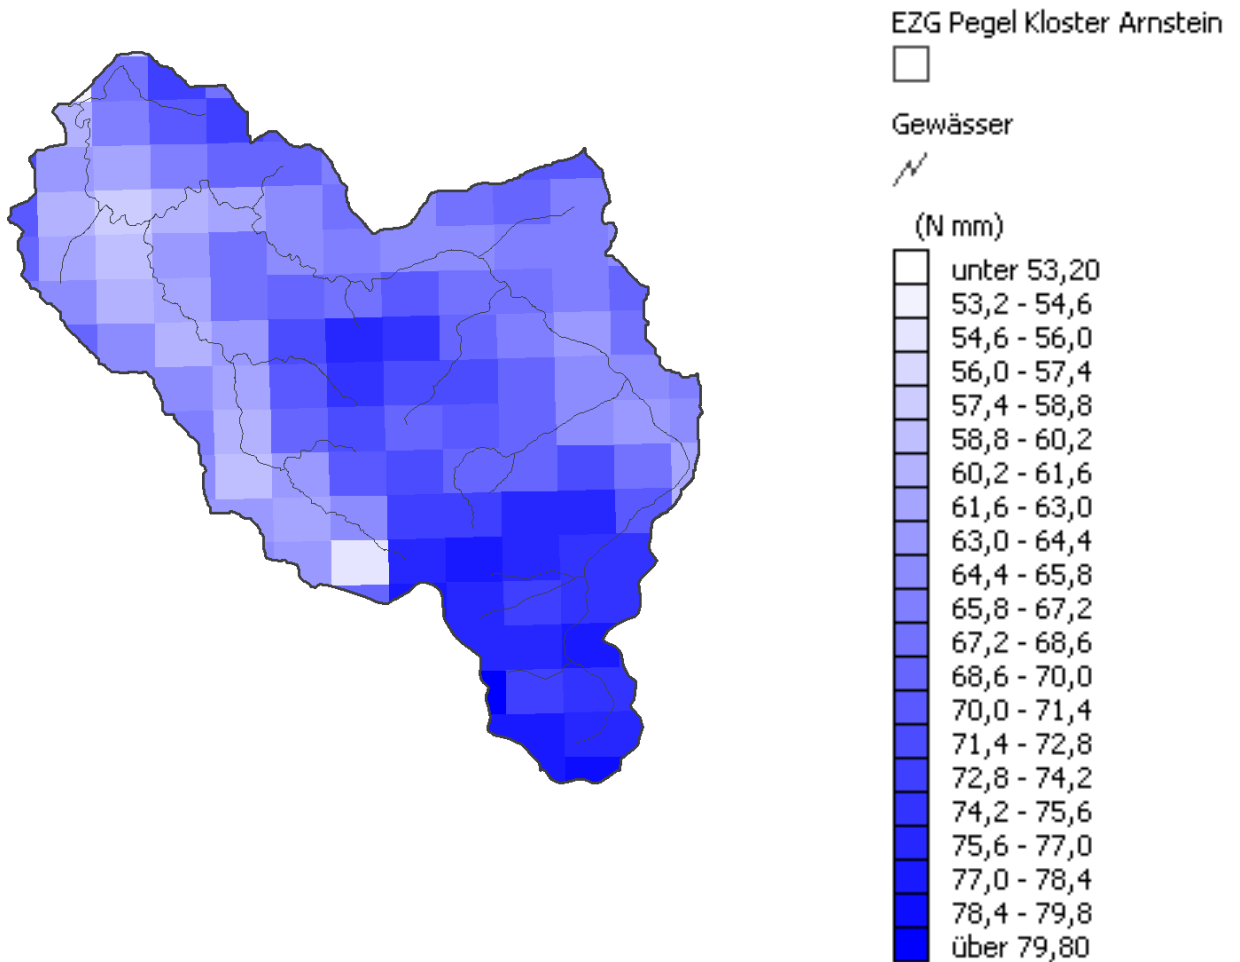 EZG Pegel Kloster Arnstein
Gewässer
(N mm)
unter 53,20
53,2 - 54,6
54,6 - 56,0
56,0 - 57,4
57,4 - 58,8
58,8 - 60,2
60,2 - 61,6
61,6 - 63,0
63,0 - 64,4
64,4 - 65,8
65,8 - 67,2
67,2 - 68,6
68,6 - 70,0
70,0 - 71,4
71,4 - 72,8
72,8 - 74,2
74,2 - 75,6
75,6 - 77,0
77,0 - 78,4
78,4 - 79,8
über 79,80